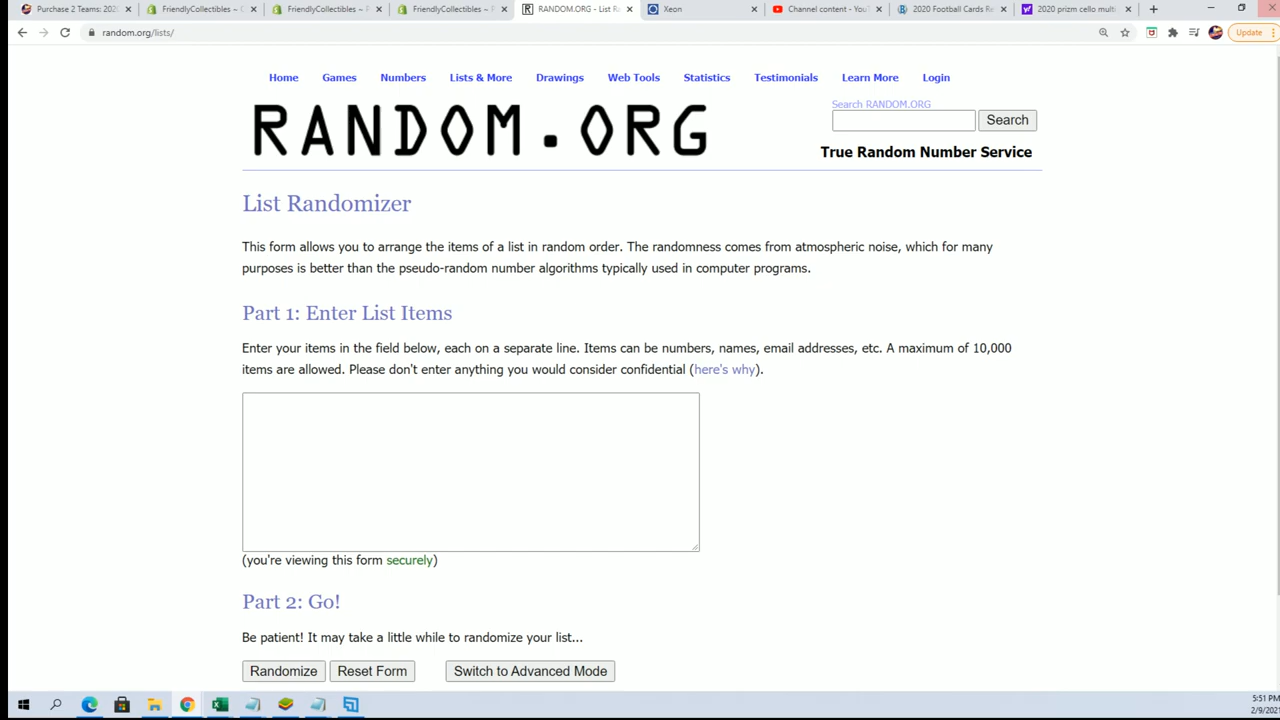 Purchase 2 Teams: 202
FriendlyCollectibles ~
FriendlyCollectibles ~
FriendlyCollectibles ~
RANDOM.ORG - List R
Xeon
Channel content - You
2020 Football Cards Re
2020 prizm cello multi
random.org/lists/
Update
Home Games Numbers Lists & More Drawings Web Tools Statistics Testimonials Learn More Login
RANDOM.ORG
Search RANDOM.ORG
Search
True Random Number Service
List Randomizer
This form allows you to arrange the items of a list in random order. The randomness comes from atmospheric noise, which for many
purposes is better than the pseudo-random number algorithms typically used in computer programs.
Part 1: Enter List Items
Enter your items in the field below, each on a separate line. Items can be numbers, names, email addresses, etc. A maximum of 10,000
items are allowed. Please don't enter anything you would consider confidential (here's why).
(you're viewing this form securely)
Part 2: Go!
Be patient! It may take a little while to randomize your list...
Randomize Reset Form Switch to Advanced Mode
5:51 PM
2/9/2021